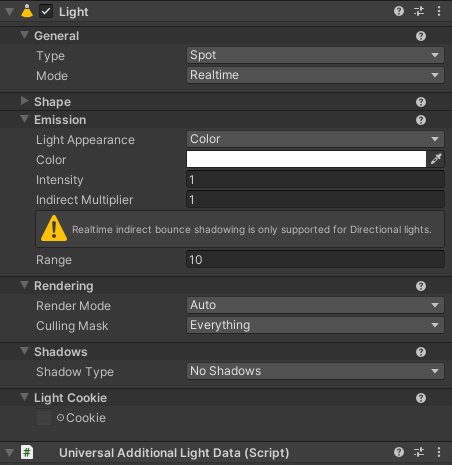 Light
General
Type Spot
Mode Realtime
Shape
Emission
Light Appearance Color
Color
Intensity 1
Indirect Multiplier 1
Realtime indirect bounce shadowing is only supported for Directional lights.
Range 10
Rendering
Render Mode Auto
Culling Mask Everything
Shadows
Shadow Type No Shadows
Light Cookie
Cookie
# Universal Additional Light Data (Script)